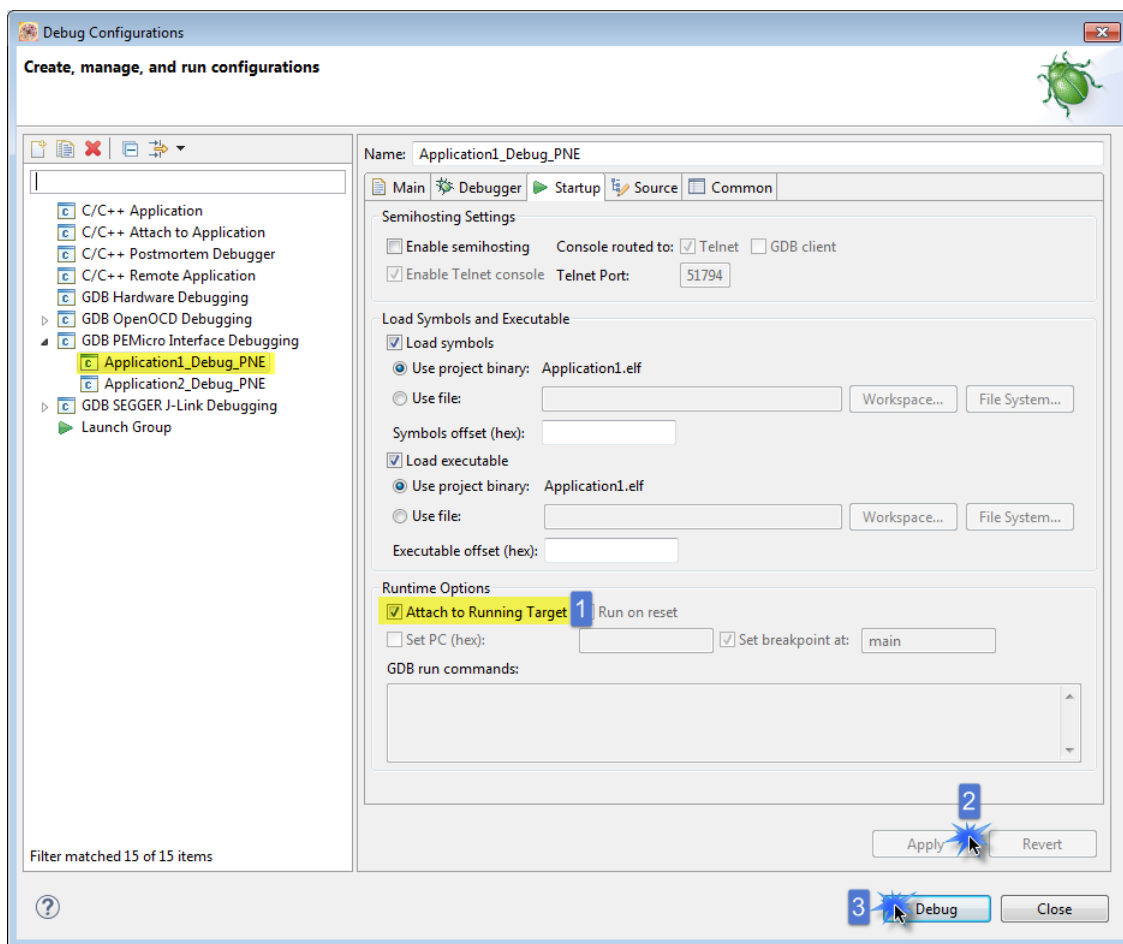 Debug Configurations
Create, manage, and run configurations
Name: Application1_Debug_PNE
Main Debugger Startup Source Common
C/C++ Application
C/C++ Attach to Application
C/C++ Postmortem Debugger
C/C++ Remote Application
GDB Hardware Debugging
GDB OpenOCD Debugging
GDB PEMicro Interface Debugging
Application1_Debug_PNE
Application2_Debug_PNE
GDB SEGGER J-Link Debugging
Launch Group
Filter matched 15 of 15 items
Semihosting Settings
Enable semihosting Console routed to: Telnet GDB client
Enable Telnet console Telnet Port: 51794
Load Symbols and Executable
Load symbols
Use project binary: Application1.elf
Use file: Workspace... File System...
Symbols offset (hex):
Load executable
Use project binary: Application1.elf
Use file: Workspace... File System...
Executable offset (hex):
Runtime Options
Attach to Running Target 1 Run on reset
Set PC (hex): Set breakpoint at: main
GDB run commands:
2
Apply Revert
3 Debug Close